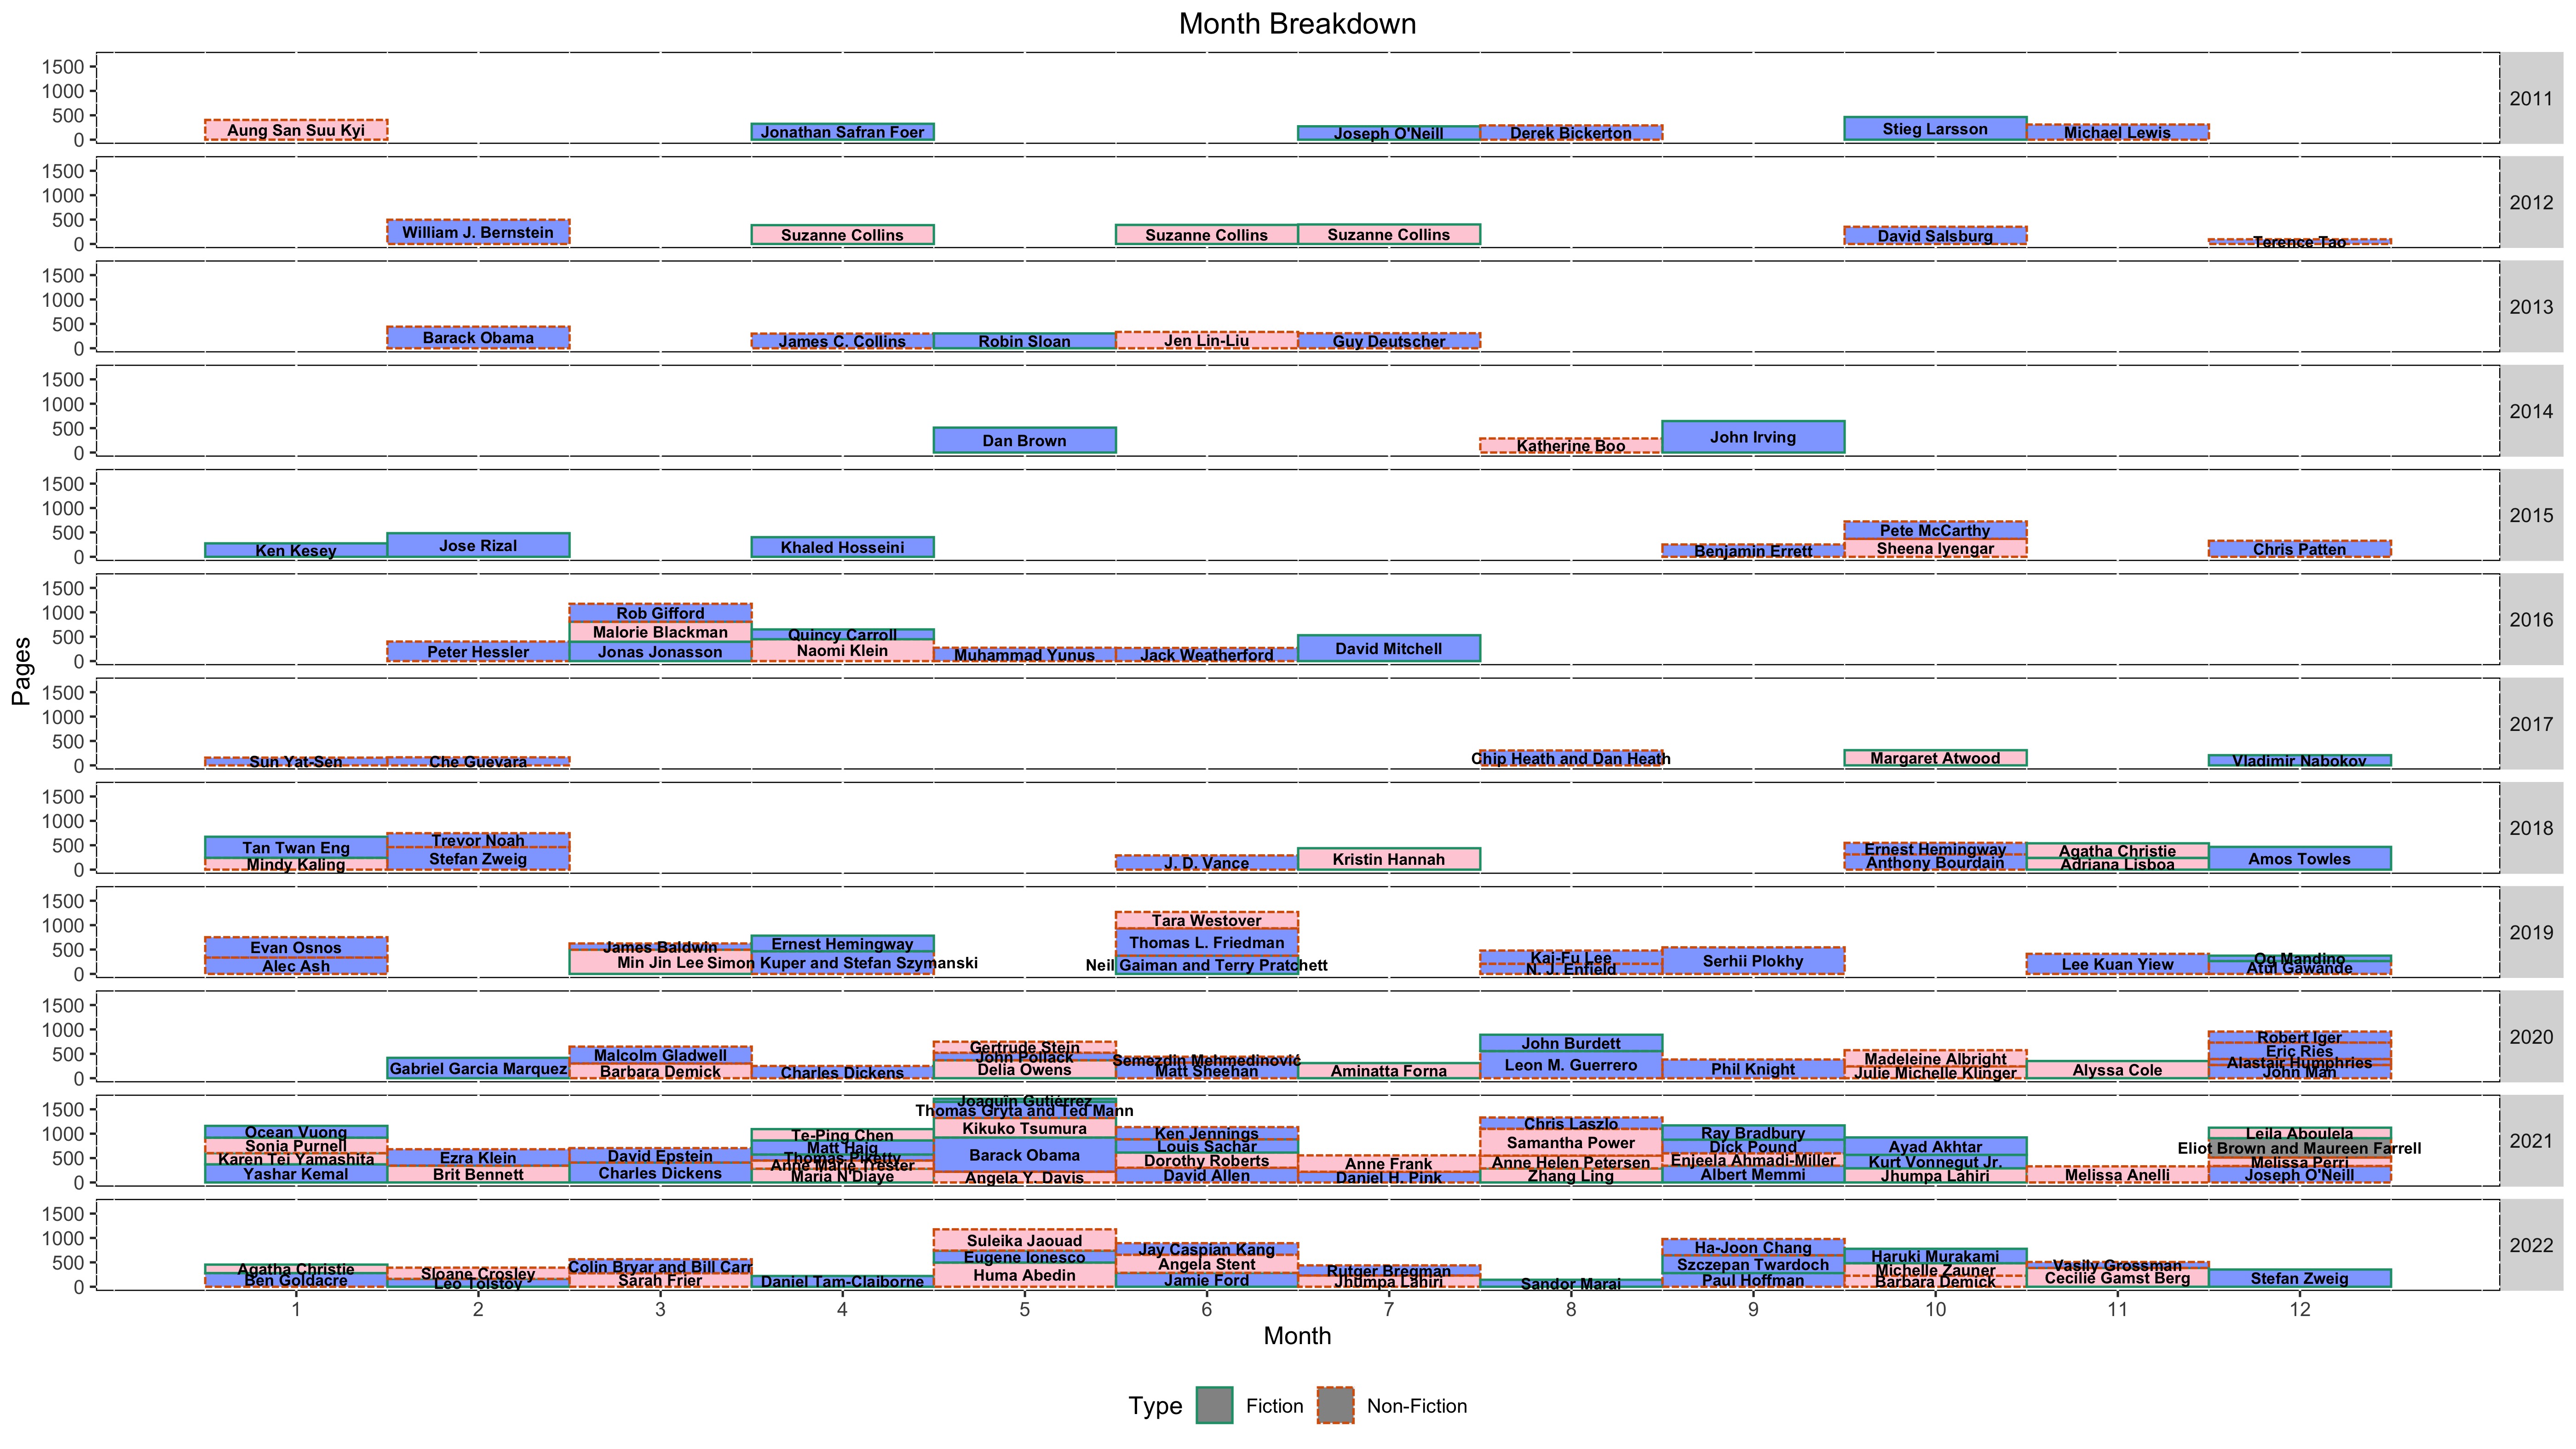 Month Breakdown
Pages
1500
1000
500
0
Aung San Suu Kyi
Jonathan Safran Foer
Joseph O'Neill
Derek Bickerton
Stieg Larsson
Michael Lewis
2011
1500
1000
500
0
William J. Bernstein
Suzanne Collins
Suzanne Collins
Suzanne Collins
David Salsburg
Terence Tao
2012
1500
1000
500
0
Barack Obama
James C. Collins
Robin Sloan
Jen Lin-Liu
Guy Deutscher
2013
1500
1000
500
0
Dan Brown
Katherine Boo
John Irving
2014
1500
1000
500
0
Ken Kesey
Jose Rizal
Khaled Hosseini
Benjamin Errett
Pete McCarthy
Sheena Iyengar
Chris Patten
2015
1500
1000
500
0
Peter Hessler
Rob Gifford
Malorie Blackman
Jonas Jonasson
Quincy Carroll
Naomi Klein
Muhammad Yunus
Jack Weatherford
David Mitchell
2016
1500
1000
500
0
Sun Yat-Sen
Che Guevara
Chip Heath and Dan Heath
Margaret Atwood
Vladimir Nabokov
2017
1500
1000
500
0
Tan Twan Eng
Mindy Kaling
Trevor Noah
Stefan Zweig
J. D. Vance
Kristin Hannah
Ernest Hemingway
Anthony Bourdain
Agatha Christie
Adriana Lisboa
Amos Towles
2018
1500
1000
500
0
Evan Osnos
Alec Ash
James Baldwin
Min Jin Lee
Ernest Hemingway
Simon Kuper and Stefan Szymanski
Tara Westover
Thomas L. Friedman
Neil Gaiman and Terry Pratchett
Kai-Fu Lee
N. J. Enfield
Serhii Plokhy
Lee Kuan Yiew
Og Mandino
Atul Gawande
2019
1500
1000
500
0
Gabriel Garcia Marquez
Malcolm Gladwell
Barbara Demick
Charles Dickens
Gertrude Stein
John Pollack
Delia Owens
Semezdin Mehmedinović
Matt Sheehan
Aminatta Forna
John Burdett
Leon M. Guerrero
Phil Knight
Madeleine Albright
Julie Michelle Klinger
Alyssa Cole
Robert Iger
Eric Ries
Alastair Humphries
John Man
2020
1500
1000
500
0
Ocean Vuong
Sonia Purnell
Karen Tei Yamashita
Yashar Kemal
Ezra Klein
Brit Bennett
David Epstein
Charles Dickens
Te-Ping Chen
Matt Haig
Thomas Piketty
Anne Marie Trester
Maria N'Diaye
Joaquin Gutiérrez
Thomas Gryta and Ted Mann
Kikuko Tsumura
Barack Obama
Angela Y. Davis
Ken Jennings
Louis Sachar
Dorothy Roberts
David Allen
Anne Frank
Daniel H. Pink
Chris Laszlo
Samantha Power
Anne Helen Petersen
Zhang Ling
Ray Bradbury
Dick Pound
Enjeela Ahmadi-Miller
Albert Memmi
Ayad Akhtar
Kurt Vonnegut Jr.
Jhumpa Lahiri
Melissa Anelli
Leila Aboulela
Eliot Brown and Maureen Farrell
Melissa Perri
Joseph O'Neill
2021
1500
1000
500
0
Agatha Christie
Ben Goldacre
Sloane Crosley
Leo Tolstoy
Colin Bryar and Bill Carr
Sarah Frier
Daniel Tam-Claiborne
Suleika Jaouad
Eugene Ionesco
Huma Abedin
Jay Caspian Kang
Angela Stent
Jamie Ford
Rutger Bregman
Jhumpa Lahiri
Sandor Marai
Ha-Joon Chang
Szczepan Twardoch
Paul Hoffman
Haruki Murakami
Michelle Zauner
Barbara Demick
Vasily Grossman
Cecilie Gamst Berg
Stefan Zweig
2022
1 2 3 4 5 6 7 8 9 10 11 12
Month
Type Fiction Non-Fiction